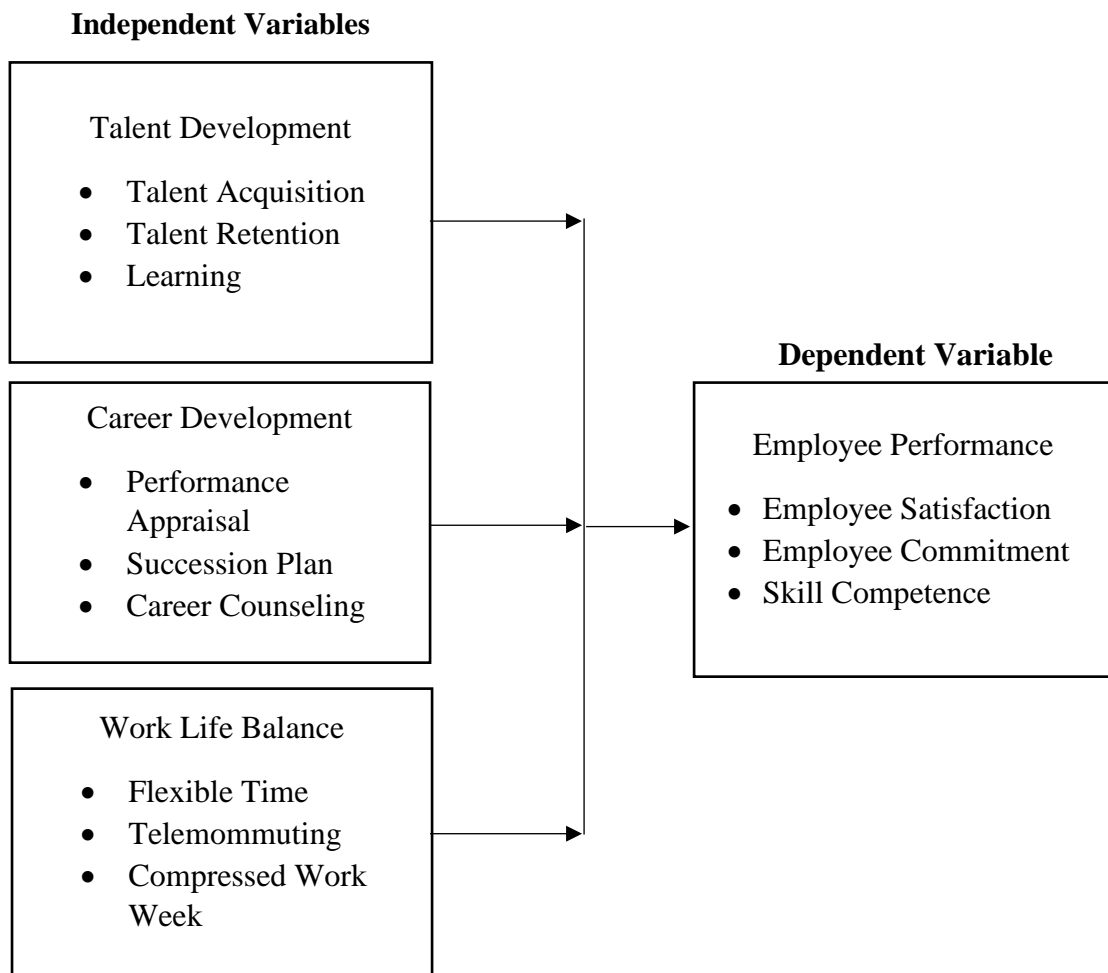 Independent Variables
Talent Development
• Talent Acquisition
• Talent Retention
• Learning
Career Development
• Performance
Appraisal
• Succession Plan
• Career Counseling
Work Life Balance
• Flexible Time
• Telemommuting
• Compressed Work
Week
Dependent Variable
Employee Performance
• Employee Satisfaction
• Employee Commitment
• Skill Competence